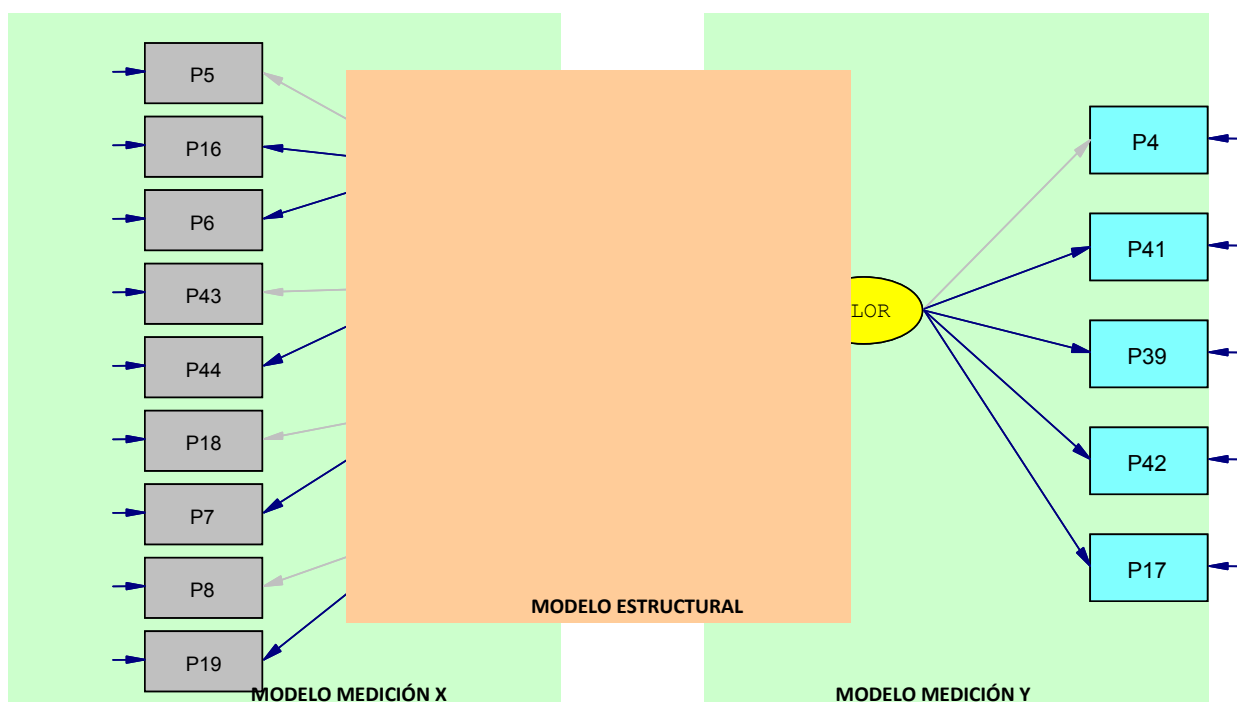 P5
P16
P6
P43
P44
P18
P7
P8
P19
LOR
P4
P41
P39
P42
P17
MODELO ESTRUCTURAL
MODELO MEDICIÓN X
MODELO MEDICIÓN Y